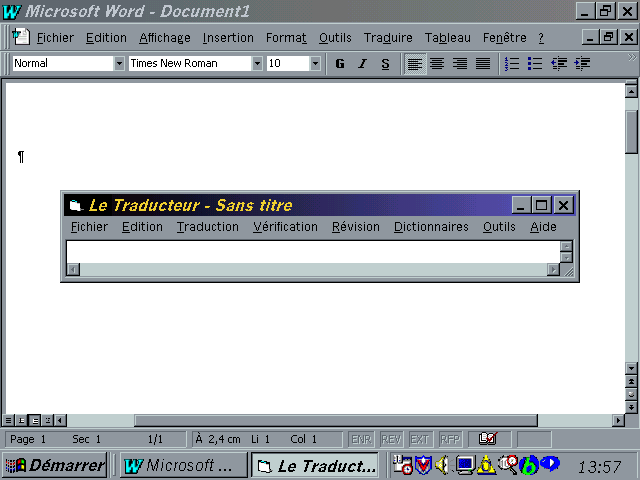 Microsoft Word - Document1
Fichier Edition Affichage Insertion Format Outils Traduire Tableau Fenêtre ?
Normal Times New Roman 10 G I S
¶
Le Traducteur - Sans titre
Fichier Edition Traduction Vérification Révision Dictionnaires Outils Aide
Page 1 Sec 1 1/1 À 2,4 cm Li 1 Col 1 ENR REV EXT RFP
Démarrer Microsoft ... Le Traduct... 13:57